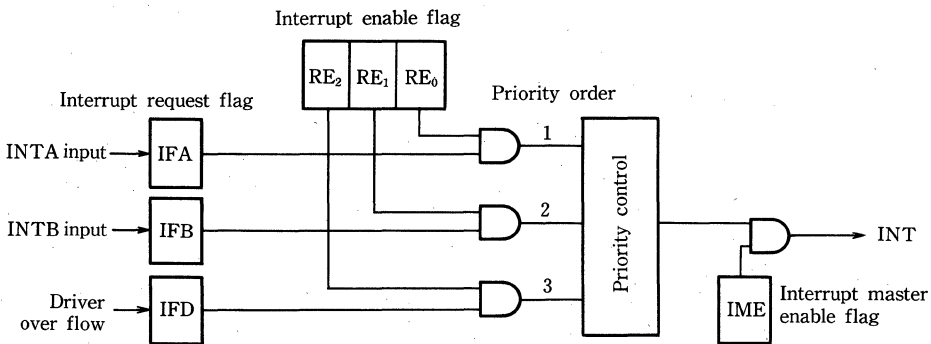 Interrupt enable flag
RE2 RE1 RE0
Interrupt request flag
Priority order
INTA input
IFA
1
INTB input
IFB
2
Priority control
INT
Driver
over flow
IFD
3
IME
Interrupt master
enable flag